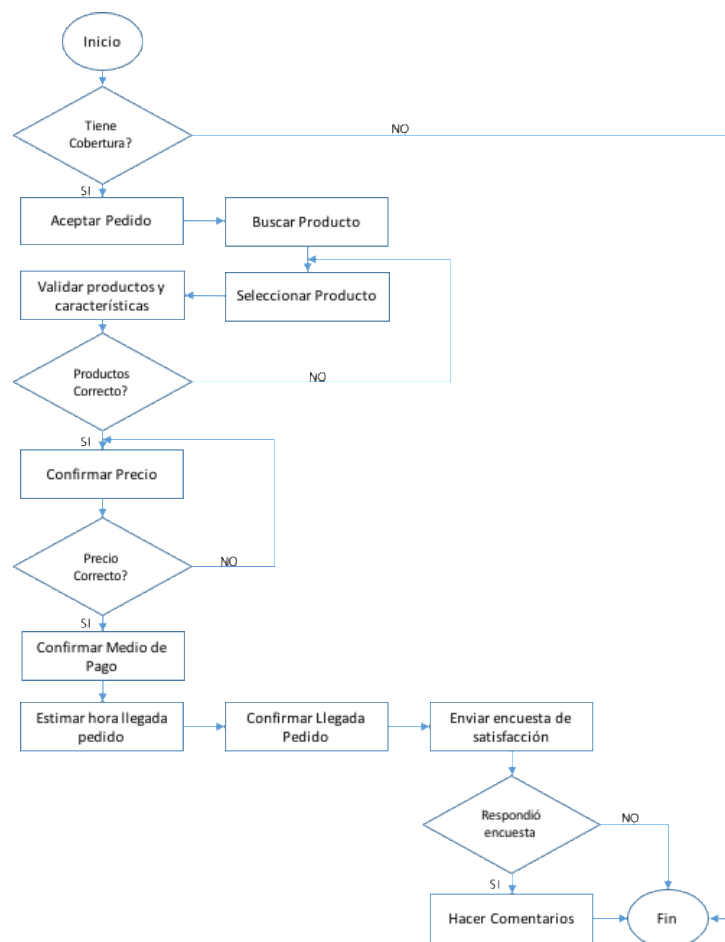 Inicio
Tiene
Cobertura?
NO
SI
Aceptar Pedido
Buscar Producto
Validar productos y
características
Seleccionar Producto
Productos
Correcto?
NO
SI
Confirmar Precio
Precio
Correcto?
NO
SI
Confirmar Medio de
Pago
Estimar hora llegada
pedido
Confirmar Llegada
Pedido
Enviar encuesta de
satisfacción
Respondió
encuesta
NO
SI
Hacer Comentarios
Fin